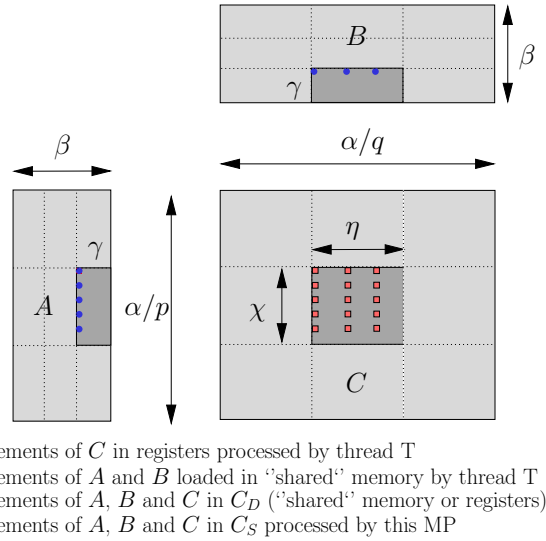 B
β
γ
α/q
β
γ
η
A
α/p
χ
C
ements of C in registers processed by thread T
ements of A and B loaded in ‘‘shared‘‘ memory by thread T
ements of A, B and C in C_D (‘‘shared‘‘ memory or registers)
ements of A, B and C in C_S processed by this MP